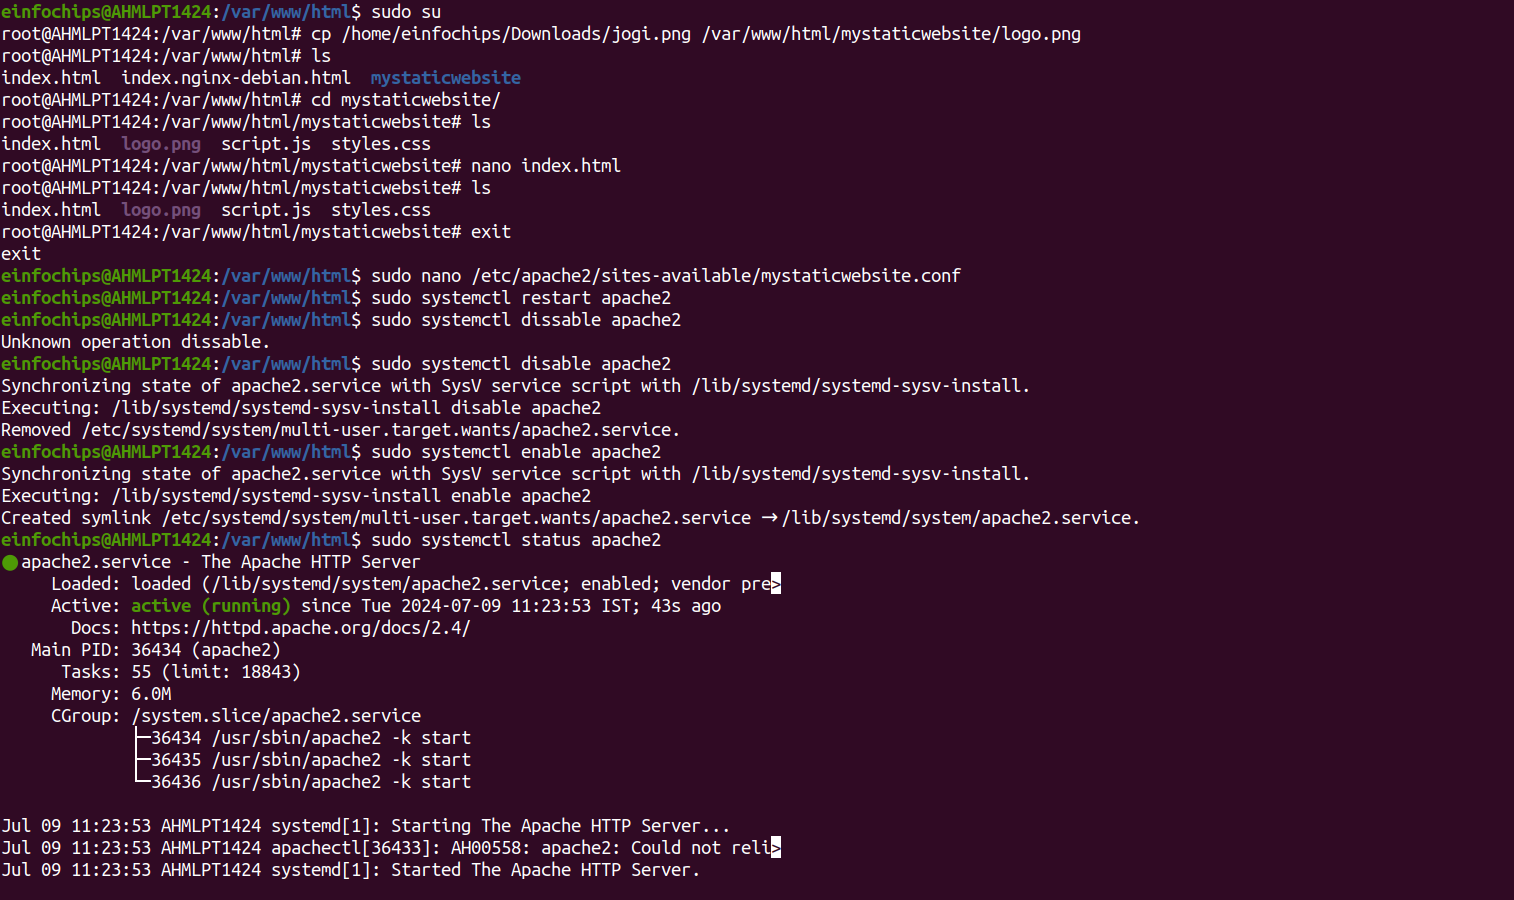 einfochips@AHMLPT1424:/var/www/html$ sudo su
root@AHMLPT1424:/var/www/html# cp /home/einfochips/Downloads/jogi.png /var/www/html/mystaticwebsite/logo.png
root@AHMLPT1424:/var/www/html# ls
index.html  index.nginx-debian.html  mystaticwebsite
root@AHMLPT1424:/var/www/html# cd mystaticwebsite/
root@AHMLPT1424:/var/www/html/mystaticwebsite# ls
index.html  logo.png  script.js  styles.css
root@AHMLPT1424:/var/www/html/mystaticwebsite# nano index.html
root@AHMLPT1424:/var/www/html/mystaticwebsite# ls
index.html  logo.png  script.js  styles.css
root@AHMLPT1424:/var/www/html/mystaticwebsite# exit
exit
einfochips@AHMLPT1424:/var/www/html$ sudo nano /etc/apache2/sites-available/mystaticwebsite.conf
einfochips@AHMLPT1424:/var/www/html$ sudo systemctl restart apache2
einfochips@AHMLPT1424:/var/www/html$ sudo systemctl dissable apache2
Unknown operation dissable.
einfochips@AHMLPT1424:/var/www/html$ sudo systemctl disable apache2
Synchronizing state of apache2.service with SysV service script with /lib/systemd/systemd-sysv-install.
Executing: /lib/systemd/systemd-sysv-install disable apache2
Removed /etc/systemd/system/multi-user.target.wants/apache2.service.
einfochips@AHMLPT1424:/var/www/html$ sudo systemctl enable apache2
Synchronizing state of apache2.service with SysV service script with /lib/systemd/systemd-sysv-install.
Executing: /lib/systemd/systemd-sysv-install enable apache2
Created symlink /etc/systemd/system/multi-user.target.wants/apache2.service → /lib/systemd/system/apache2.service.
einfochips@AHMLPT1424:/var/www/html$ sudo systemctl status apache2
● apache2.service - The Apache HTTP Server
     Loaded: loaded (/lib/systemd/system/apache2.service; enabled; vendor pre>
     Active: active (running) since Tue 2024-07-09 11:23:53 IST; 43s ago
       Docs: https://httpd.apache.org/docs/2.4/
   Main PID: 36434 (apache2)
      Tasks: 55 (limit: 18843)
     Memory: 6.0M
     CGroup: /system.slice/apache2.service
             ├─36434 /usr/sbin/apache2 -k start
             ├─36435 /usr/sbin/apache2 -k start
             └─36436 /usr/sbin/apache2 -k start
Jul 09 11:23:53 AHMLPT1424 systemd[1]: Starting The Apache HTTP Server...
Jul 09 11:23:53 AHMLPT1424 apachectl[36433]: AH00558: apache2: Could not reli>
Jul 09 11:23:53 AHMLPT1424 systemd[1]: Started The Apache HTTP Server.